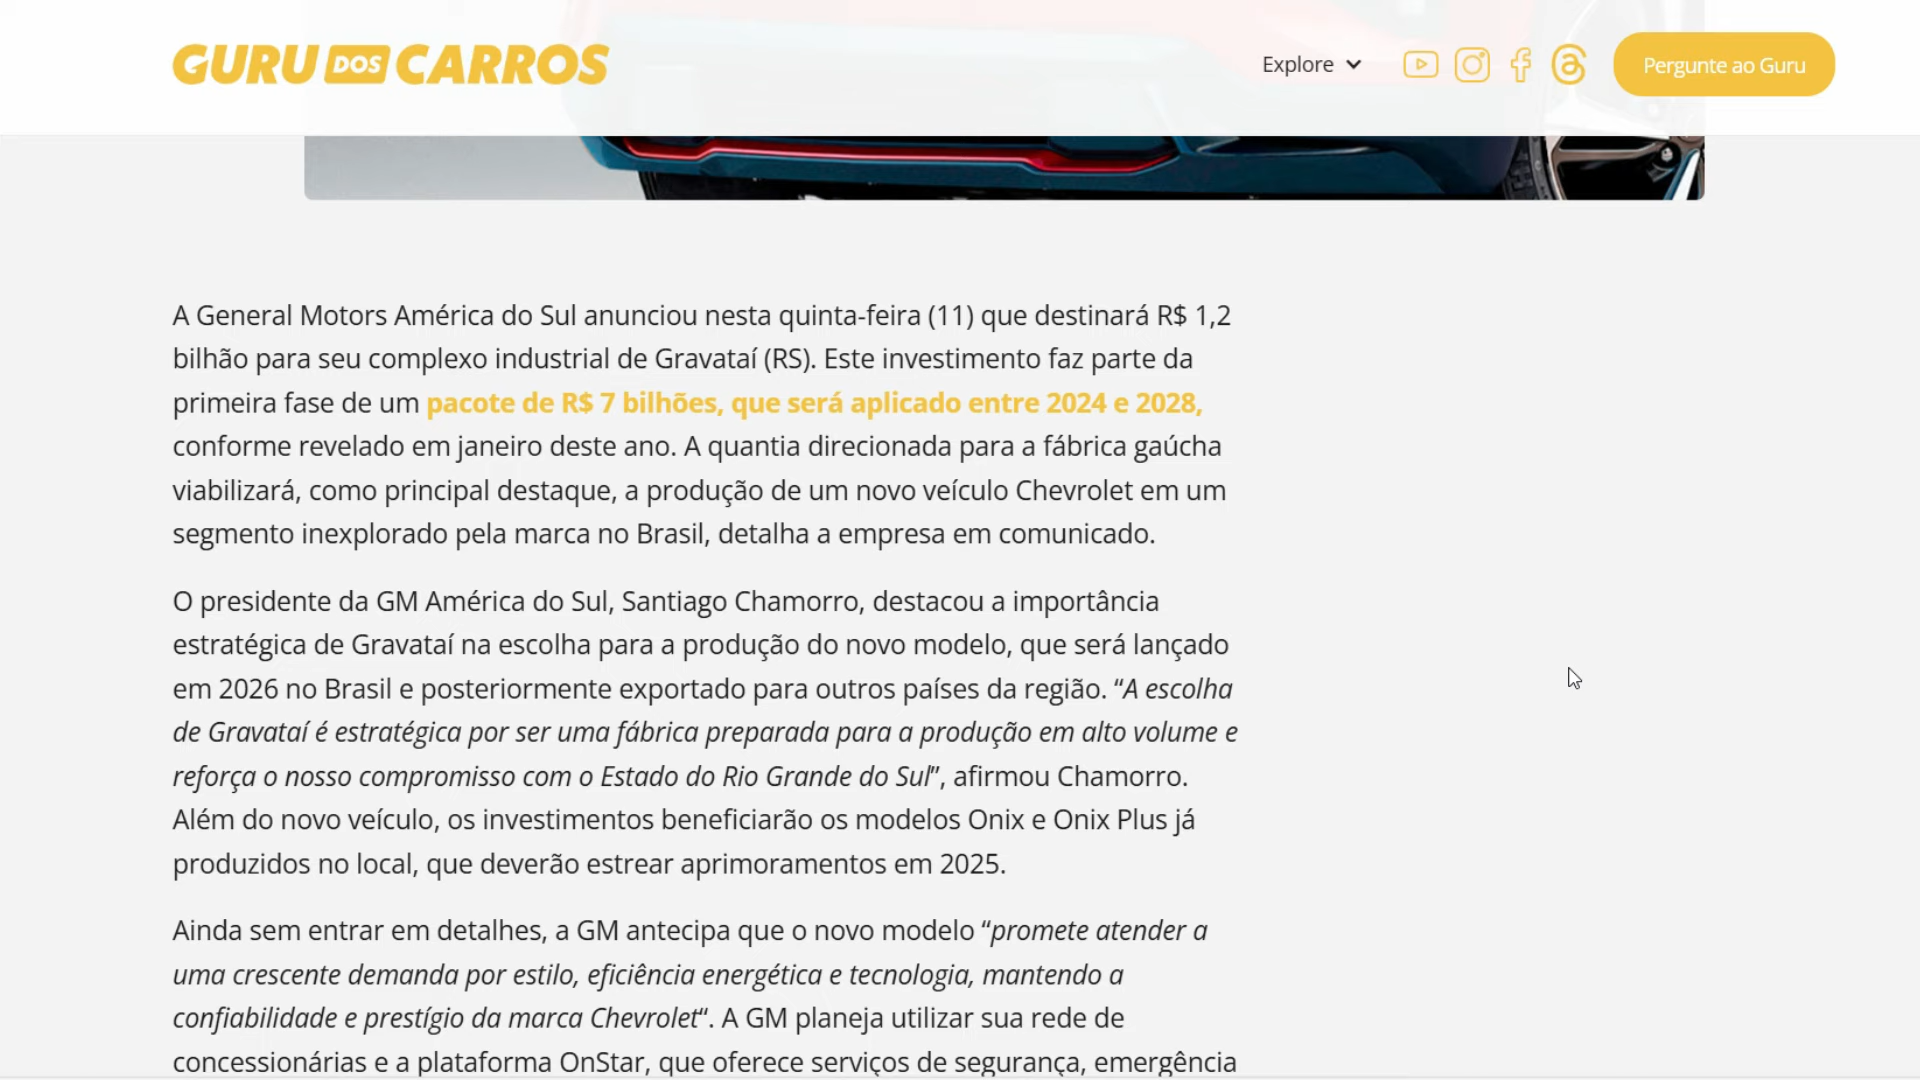 GURU DOS CARROS
Explore
Pergunte ao Guru
A General Motors América do Sul anunciou nesta quinta-feira (11) que destinará R$ 1,2
bilhão para seu complexo industrial de Gravataí (RS). Este investimento faz parte da
primeira fase de um pacote de R$ 7 bilhões, que será aplicado entre 2024 e 2028,
conforme revelado em janeiro deste ano. A quantia direcionada para a fábrica gaúcha
viabilizará, como principal destaque, a produção de um novo veículo Chevrolet em um
segmento inexplorado pela marca no Brasil, detalha a empresa em comunicado.
O presidente da GM América do Sul, Santiago Chamorro, destacou a importância
estratégica de Gravataí na escolha para a produção do novo modelo, que será lançado
em 2026 no Brasil e posteriormente exportado para outros países da região. “A escolha
de Gravataí é estratégica por ser uma fábrica preparada para a produção em alto volume e
reforça o nosso compromisso com o Estado do Rio Grande do Sul”, afirmou Chamorro.
Além do novo veículo, os investimentos beneficiarão os modelos Onix e Onix Plus já
produzidos no local, que deverão estrear aprimoramentos em 2025.
Ainda sem entrar em detalhes, a GM antecipa que o novo modelo “promete atender a
uma crescente demanda por estilo, eficiência energética e tecnologia, mantendo a
confiabilidade e prestígio da marca Chevrolet“. A GM planeja utilizar sua rede de
concessionárias e a plataforma OnStar, que oferece serviços de segurança, emergência